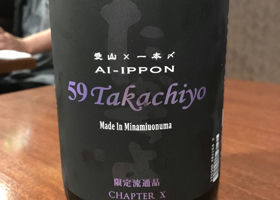 愛山×一本〆
AI-IPPON
59 Takachiyo
Made In Minamiuonuma
限定流通品
CHAPTER X